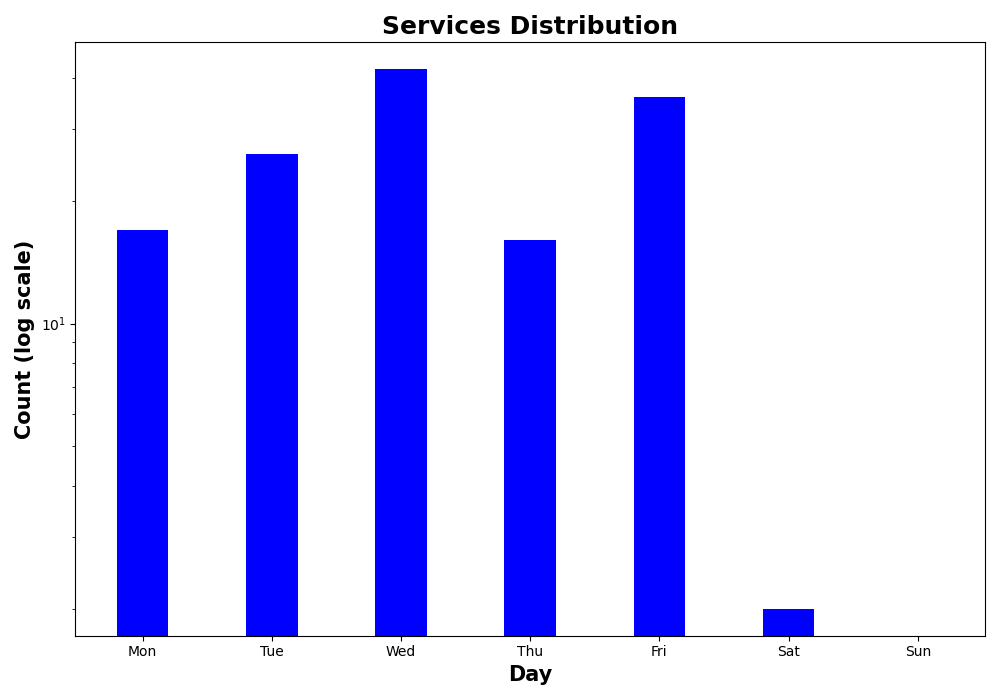 Services Distribution
Count (log scale)
10¹
Mon Tue Wed Thu Fri Sat Sun
Day